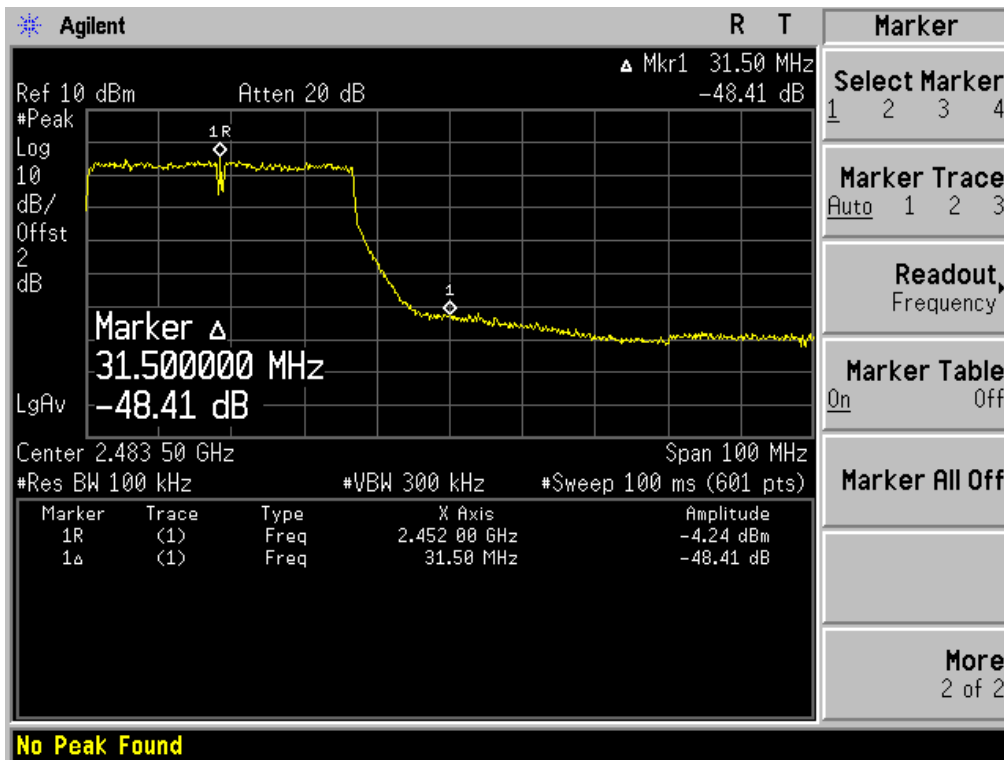 Agilent R T
Δ Mkr1 31.50 MHz
Ref 10 dBm Atten 20 dB -48.41 dB
#Peak
Log
10
dB/
Offst
2
dB
LgAv
1R
1
Marker Δ
31.500000 MHz
-48.41 dB
Center 2.483 50 GHz Span 100 MHz
#Res BW 100 kHz #VBW 300 kHz #Sweep 100 ms (601 pts)
Marker Trace Type X Axis Amplitude
1R (1) Freq 2.452 00 GHz -4.24 dBm
1Δ (1) Freq 31.50 MHz -48.41 dB
No Peak Found
Marker
Select Marker
1 2 3 4
Marker Trace
Auto 1 2 3
Readout
Frequency
Marker Table
On Off
Marker All Off
More
2 of 2